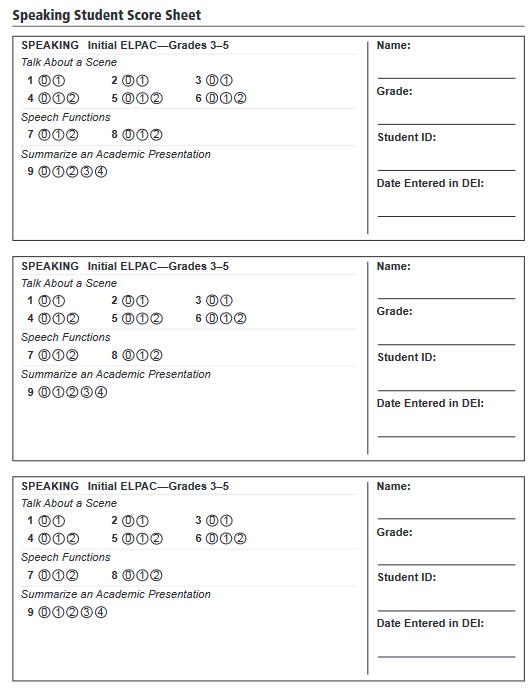 Speaking Student Score Sheet
SPEAKING Initial ELPAC—Grades 3–5
Talk About a Scene
1 ⓪① 2 ⓪① 3 ⓪①
4 ⓪①② 5 ⓪①② 6 ⓪①②
Speech Functions
7 ⓪①② 8 ⓪①②
Summarize an Academic Presentation
9 ⓪①②③④
Name:
Grade:
Student ID:
Date Entered in DEI:
SPEAKING Initial ELPAC—Grades 3–5
Talk About a Scene
1 ⓪① 2 ⓪① 3 ⓪①
4 ⓪①② 5 ⓪①② 6 ⓪①②
Speech Functions
7 ⓪①② 8 ⓪①②
Summarize an Academic Presentation
9 ⓪①②③④
Name:
Grade:
Student ID:
Date Entered in DEI:
SPEAKING Initial ELPAC—Grades 3–5
Talk About a Scene
1 ⓪① 2 ⓪① 3 ⓪①
4 ⓪①② 5 ⓪①② 6 ⓪①②
Speech Functions
7 ⓪①② 8 ⓪①②
Summarize an Academic Presentation
9 ⓪①②③④
Name:
Grade:
Student ID:
Date Entered in DEI: